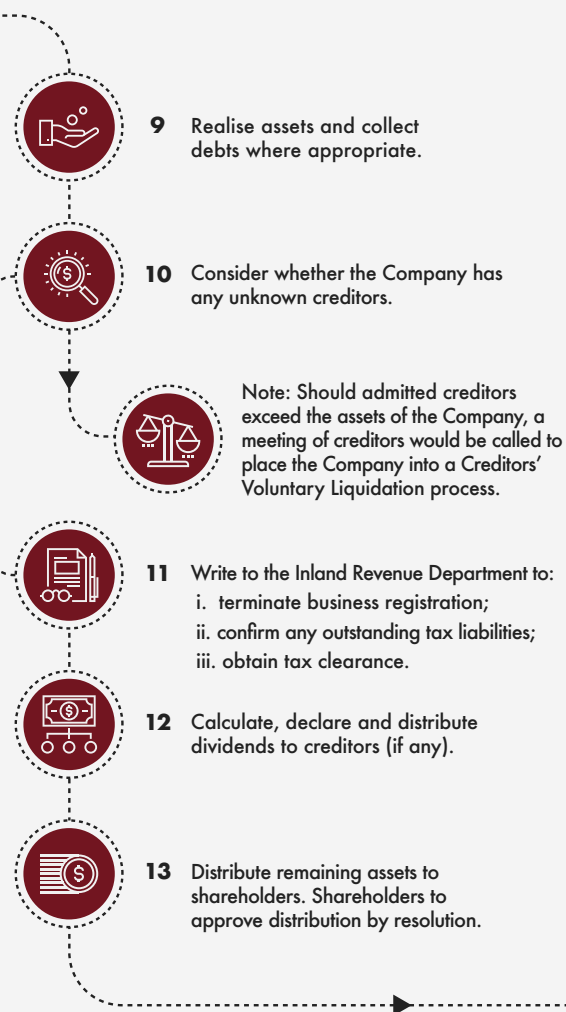 9 Realise assets and collect
debts where appropriate.
10 Consider whether the Company has
any unknown creditors.
Note: Should admitted creditors
exceed the assets of the Company, a
meeting of creditors would be called to
place the Company into a Creditors'
Voluntary Liquidation process.
11 Write to the Inland Revenue Department to:
i. terminate business registration;
ii. confirm any outstanding tax liabilities;
iii. obtain tax clearance.
12 Calculate, declare and distribute
dividends to creditors (if any).
13 Distribute remaining assets to
shareholders. Shareholders to
approve distribution by resolution.